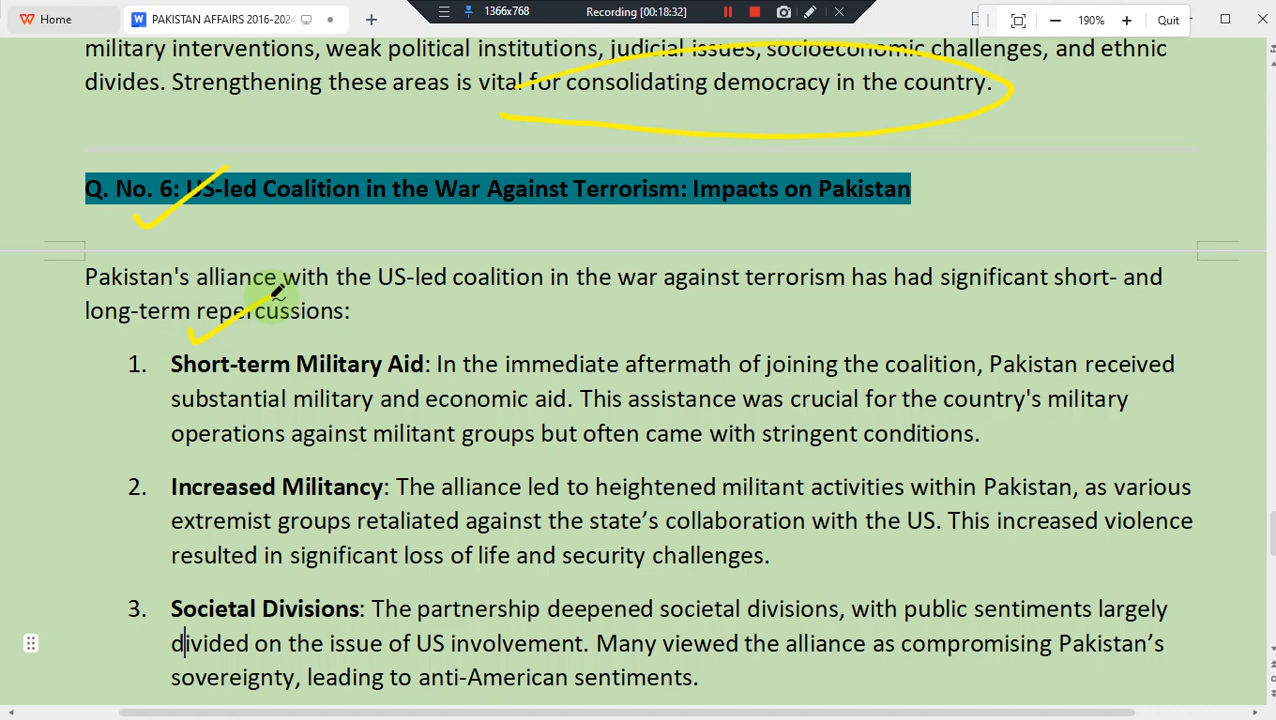 Home
PAKISTAN AFFAIRS 2016-2024
1366x768
Recording [00:18:32]
190%
Quit
military interventions, weak political institutions, judicial issues, socioeconomic challenges, and ethnic
divides. Strengthening these areas is vital for consolidating democracy in the country.
Q. No. 6: US-led Coalition in the War Against Terrorism: Impacts on Pakistan
Pakistan's alliance with the US-led coalition in the war against terrorism has had significant short- and
long-term repercussions:
1. Short-term Military Aid: In the immediate aftermath of joining the coalition, Pakistan received
substantial military and economic aid. This assistance was crucial for the country's military
operations against militant groups but often came with stringent conditions.
2. Increased Militancy: The alliance led to heightened militant activities within Pakistan, as various
extremist groups retaliated against the state’s collaboration with the US. This increased violence
resulted in significant loss of life and security challenges.
3. Societal Divisions: The partnership deepened societal divisions, with public sentiments largely
divided on the issue of US involvement. Many viewed the alliance as compromising Pakistan’s
sovereignty, leading to anti-American sentiments.